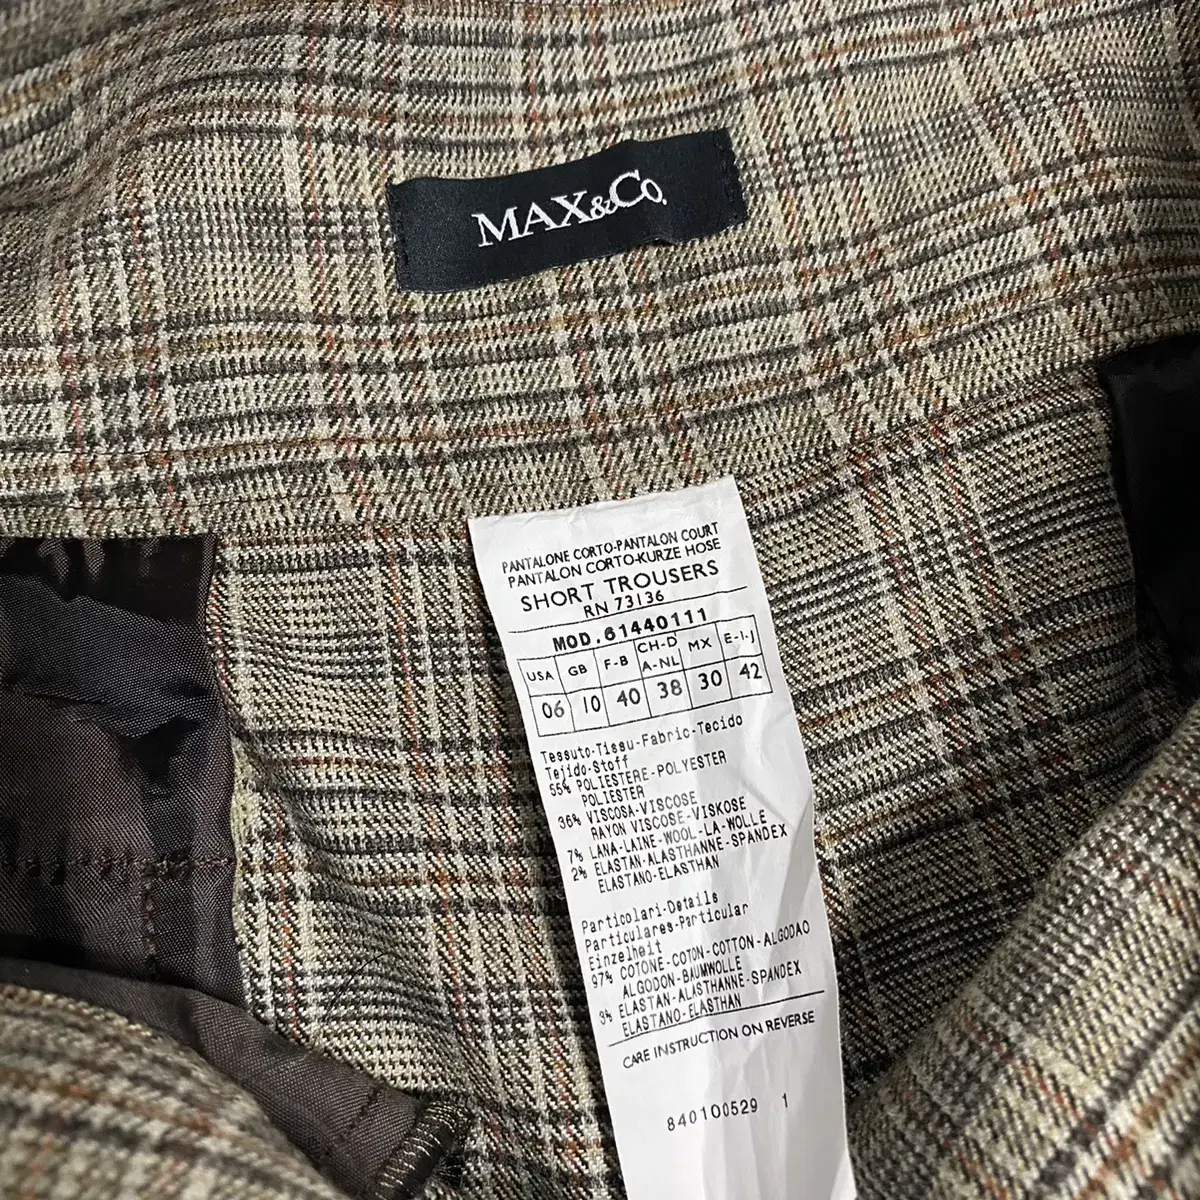 MAX&Co.
PANTALONE CORTO-PANTALON COURT
PANTALON CORTO-KURZE HOSE
SHORT TROUSERS
RN 73136
MOD.61440111
USA GB F-B CH-D A-NL MX E-I-J
06 10 40 38 30 42
Tessuto-Tissu-Fabric-Tecido
Tejido-Stoff
55% POLIESTERE-POLYESTER
POLIESTER
36% VISCOSA-VISCOSE
RAYON VISCOSE-VISKOSE
7% LANA-LAINE-WOOL-LA-WOLLE
2% ELASTAN-ALASTHANNE-SPANDEX
ELASTANO-ELASTHAN
Particolari-Details
Particulares-Particular
Einzelheit
97% COTONE-COTON-COTTON-ALGODAO
ALGODON-BAUMWOLLE
3% ELASTAN-ALASTHANNE-SPANDEX
ELASTANO-ELASTHAN
CARE INSTRUCTION ON REVERSE
840100529 1